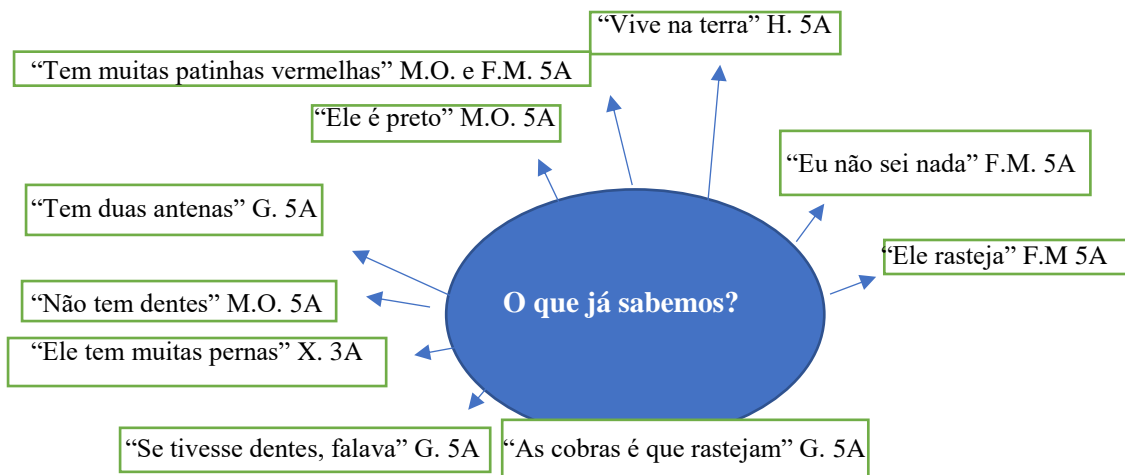 “Vive na terra” H. 5A
“Tem muitas patinhas vermelhas” M.O. e F.M. 5A
“Ele é preto” M.O. 5A
“Eu não sei nada” F.M. 5A
“Tem duas antenas” G. 5A
“Ele rasteja” F.M 5A
“Não tem dentes” M.O. 5A
O que já sabemos?
“Ele tem muitas pernas” X. 3A
“Se tivesse dentes, falava” G. 5A
“As cobras é que rastejam” G. 5A